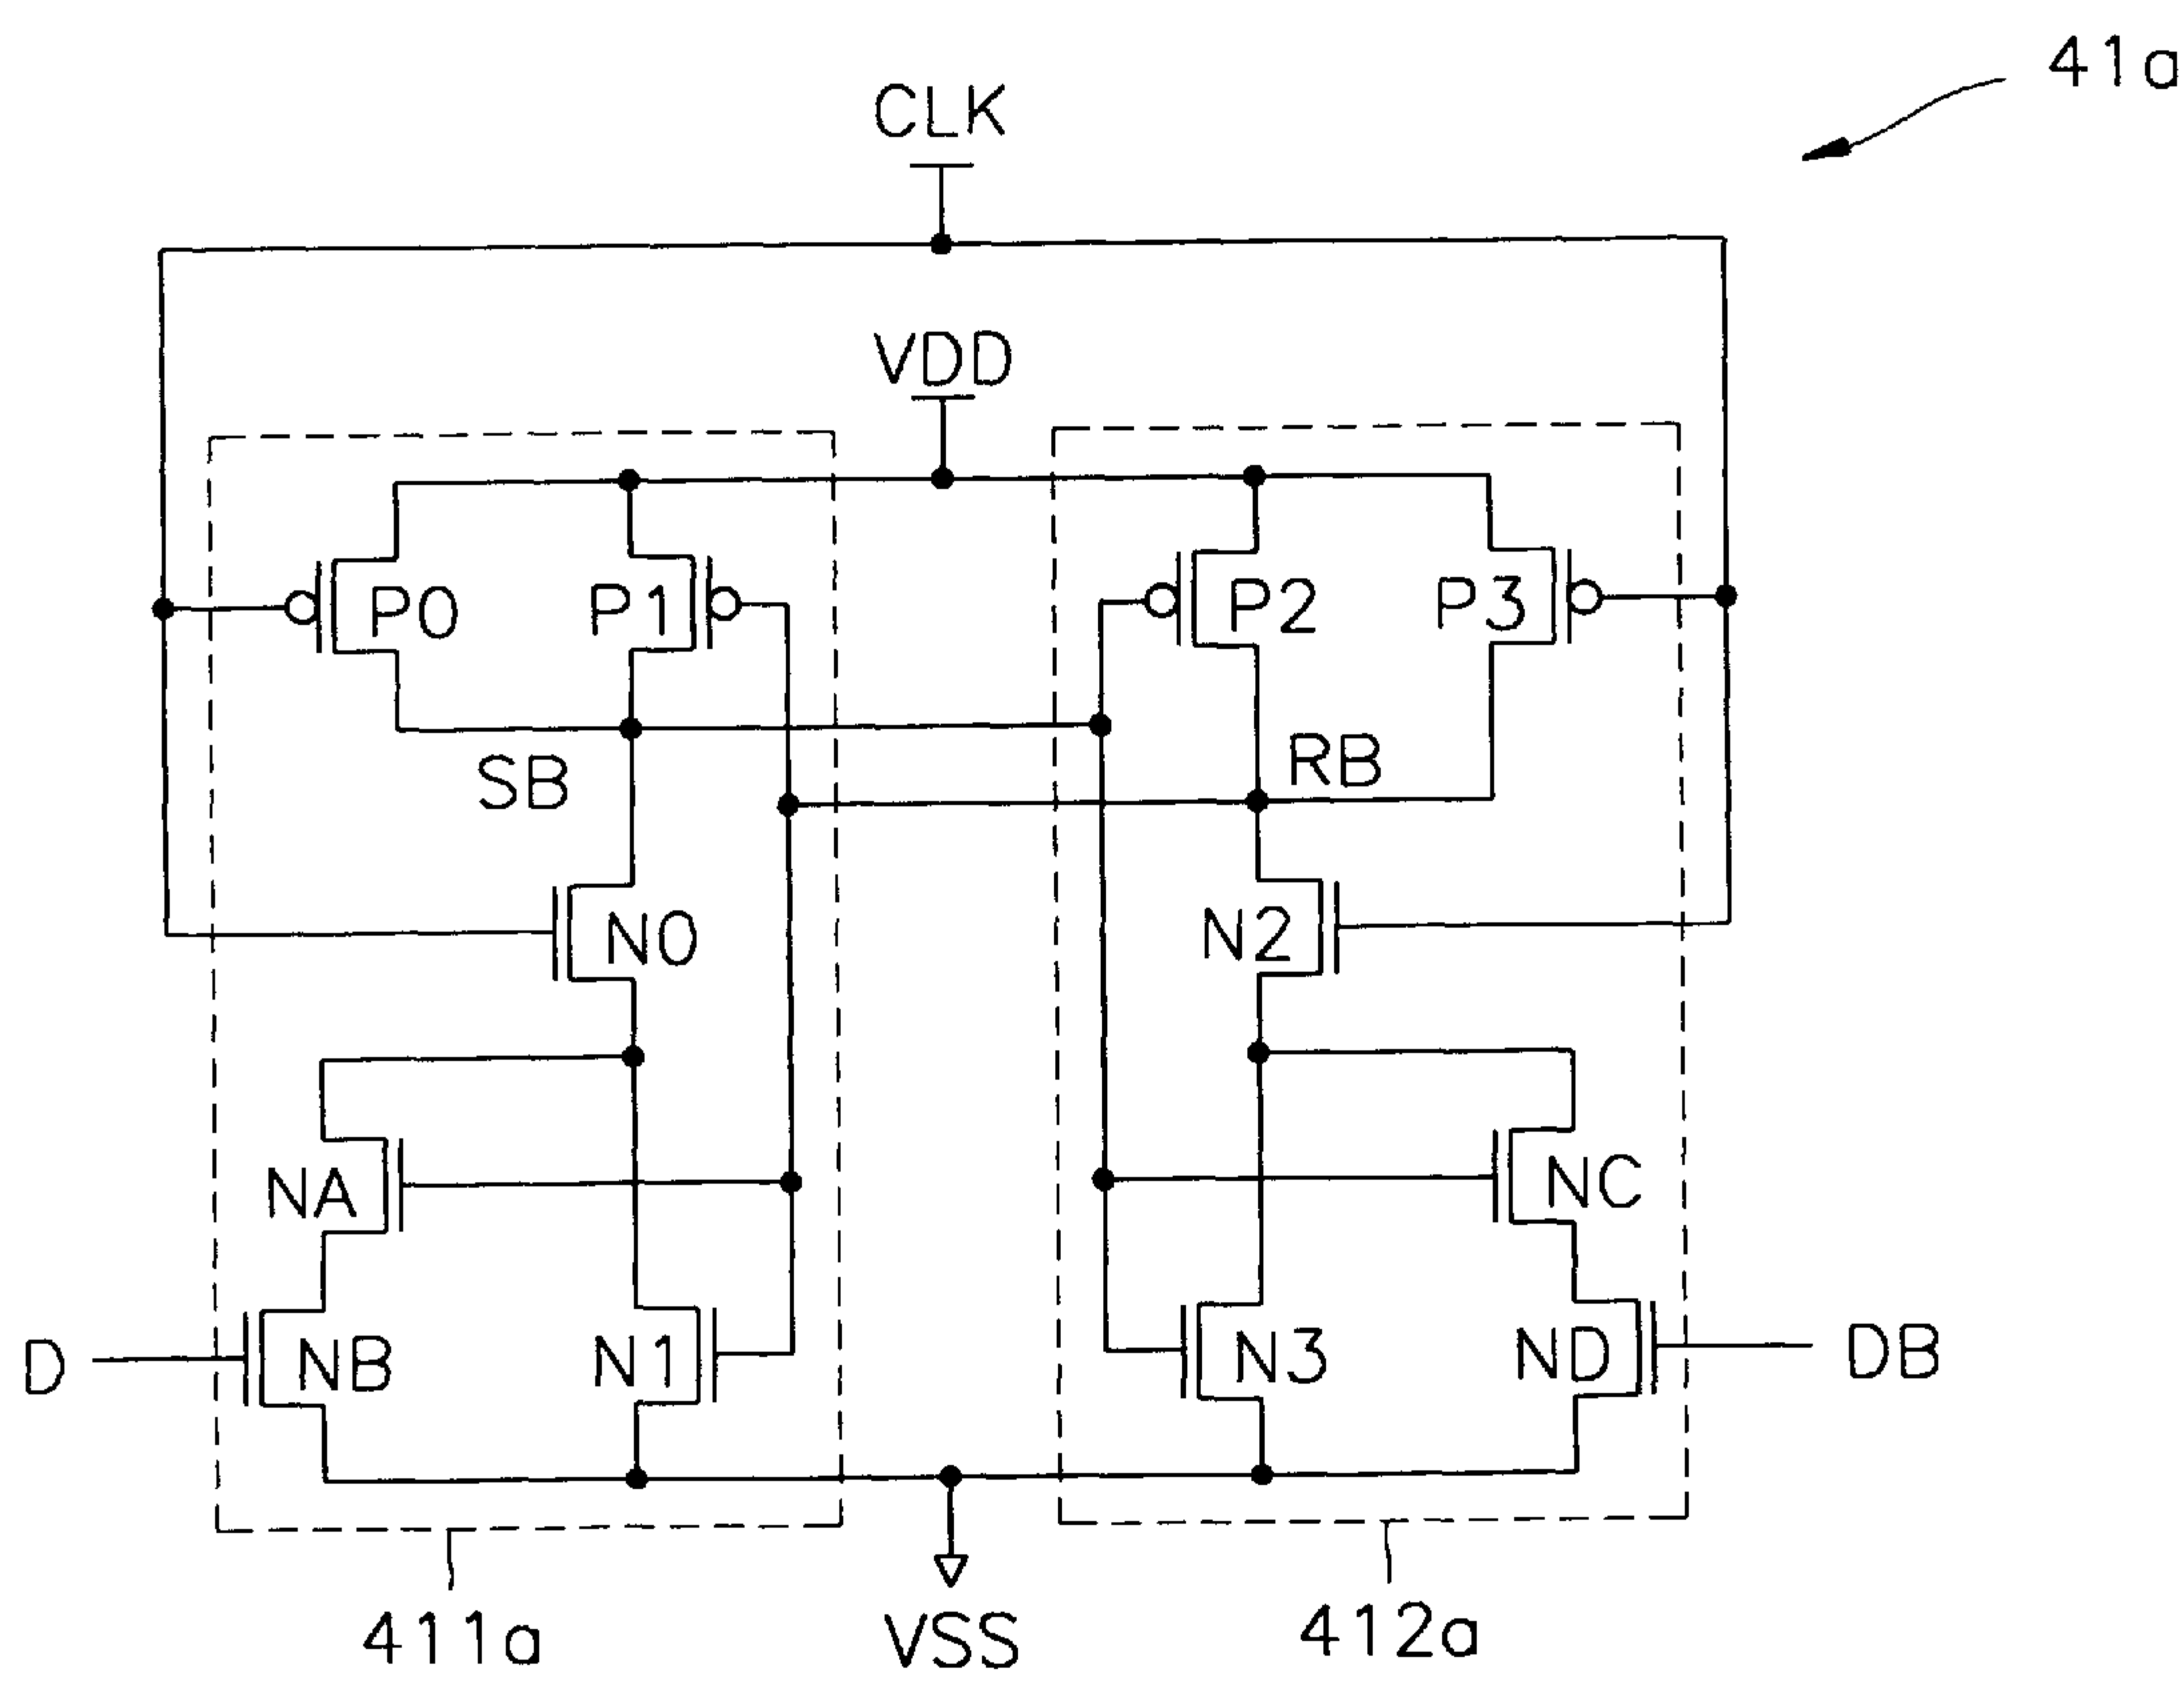 41a
CLK
VDD
P0
P1
P2
P3
SB
RB
N0
N2
NA
NC
D
NB
N1
N3
ND
DB
411a
VSS
412a